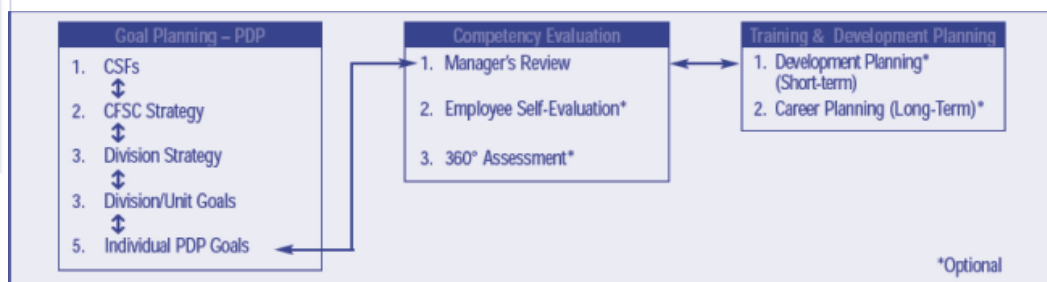 Goal Planning – PDP
1. CSFs
2. CFSC Strategy
3. Division Strategy
3. Division/Unit Goals
5. Individual PDP Goals
Competency Evaluation
1. Manager's Review
2. Employee Self-Evaluation*
3. 360° Assessment*
Training & Development Planning
1. Development Planning*
(Short-term)
2. Career Planning (Long-Term)*
*Optional